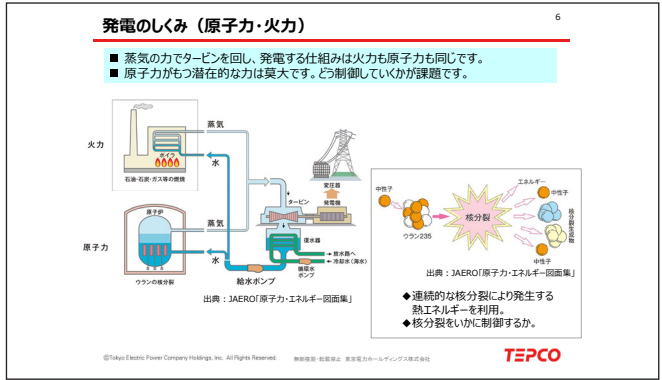 6
発電のしくみ（原子力・火力）
■ 蒸気の力でタービンを回し、発電する仕組みは火力も原子力も同じです。
■ 原子力がもつ潜在的な力は莫大です。どう制御していくかが課題です。
火力
ボイラ
石油・石炭・ガス等の燃焼
蒸気
水
変圧器
発電機
タービン
復水器
放水路へ
冷却水（海水）
循環水
ポンプ
原子力
原子炉
ウランの核分裂
蒸気
水
給水ポンプ
出典：JAERO「原子力・エネルギー図面集」
中性子
ウラン235
核分裂
エネルギー
中性子
核分裂生成物
中性子
出典：JAERO「原子力・エネルギー図面集」
◆連続的な核分裂により発生する
熱エネルギーを利用。
◆核分裂をいかに制御するか。
©Tokyo Electric Power Company Holdings, Inc. All Rights Reserved. 無断複製・転載禁止 東京電力ホールディングス株式会社
TEPCO